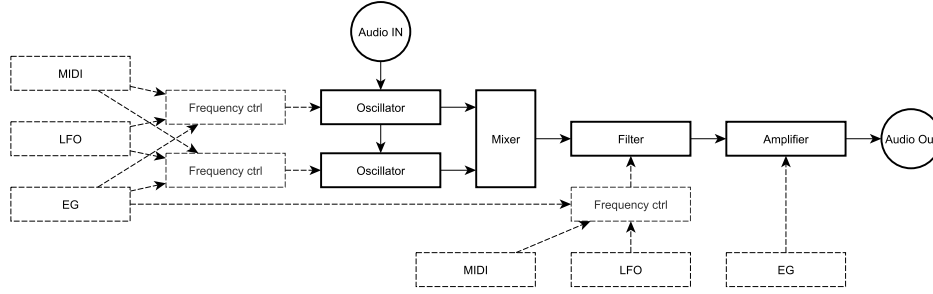 Audio IN
MIDI
Frequency ctrl
Oscillator
LFO
Mixer
Filter
Amplifier
Audio Out
Frequency ctrl
Oscillator
EG
Frequency ctrl
MIDI
LFO
EG